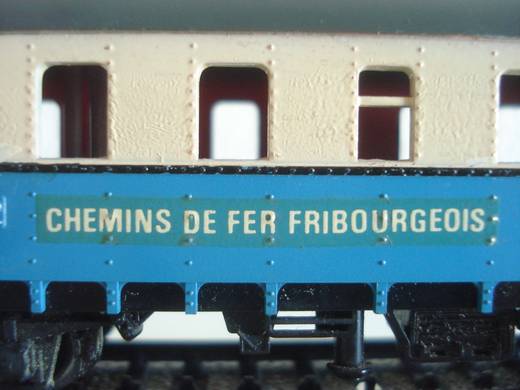 CHEMINS DE FER FRIBOURGEOIS